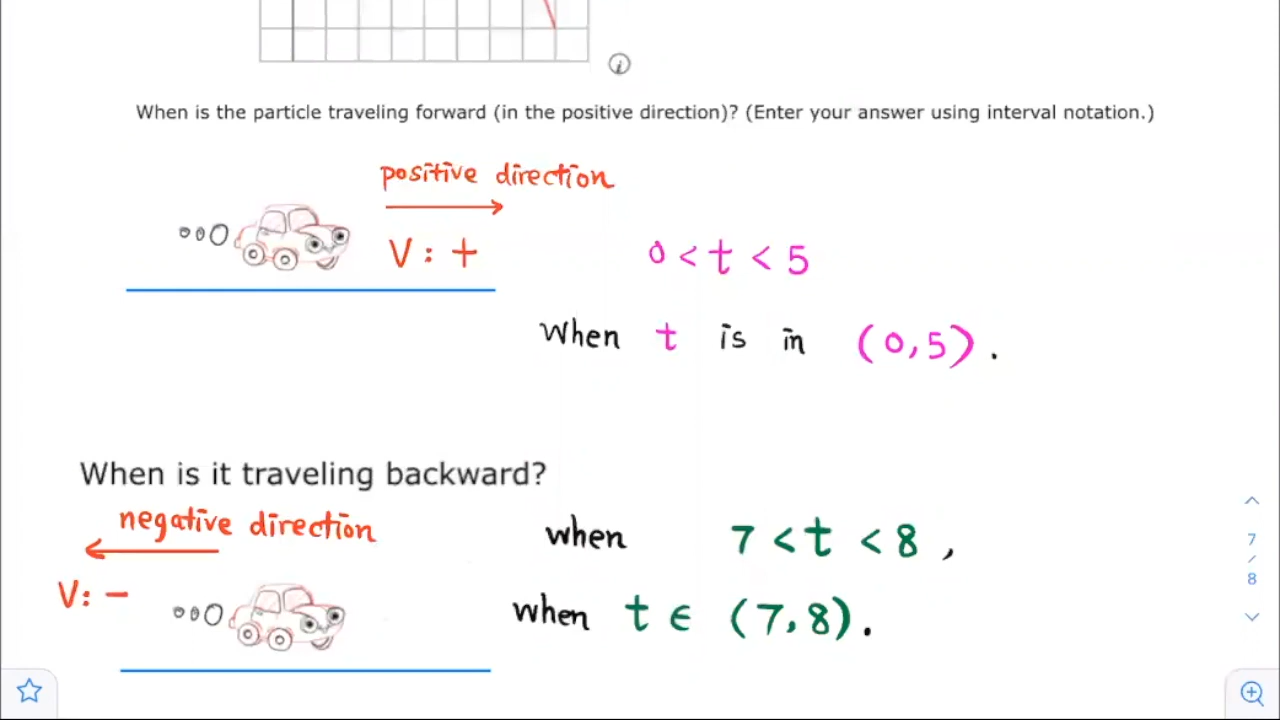 When is the particle traveling forward (in the positive direction)? (Enter your answer using interval notation.)
positive direction
V: +
0 < t < 5
When t is in (0,5).
When is it traveling backward?
negative direction
when 7 < t < 8,
V: −
when t ∈ (7,8).
7
/
8